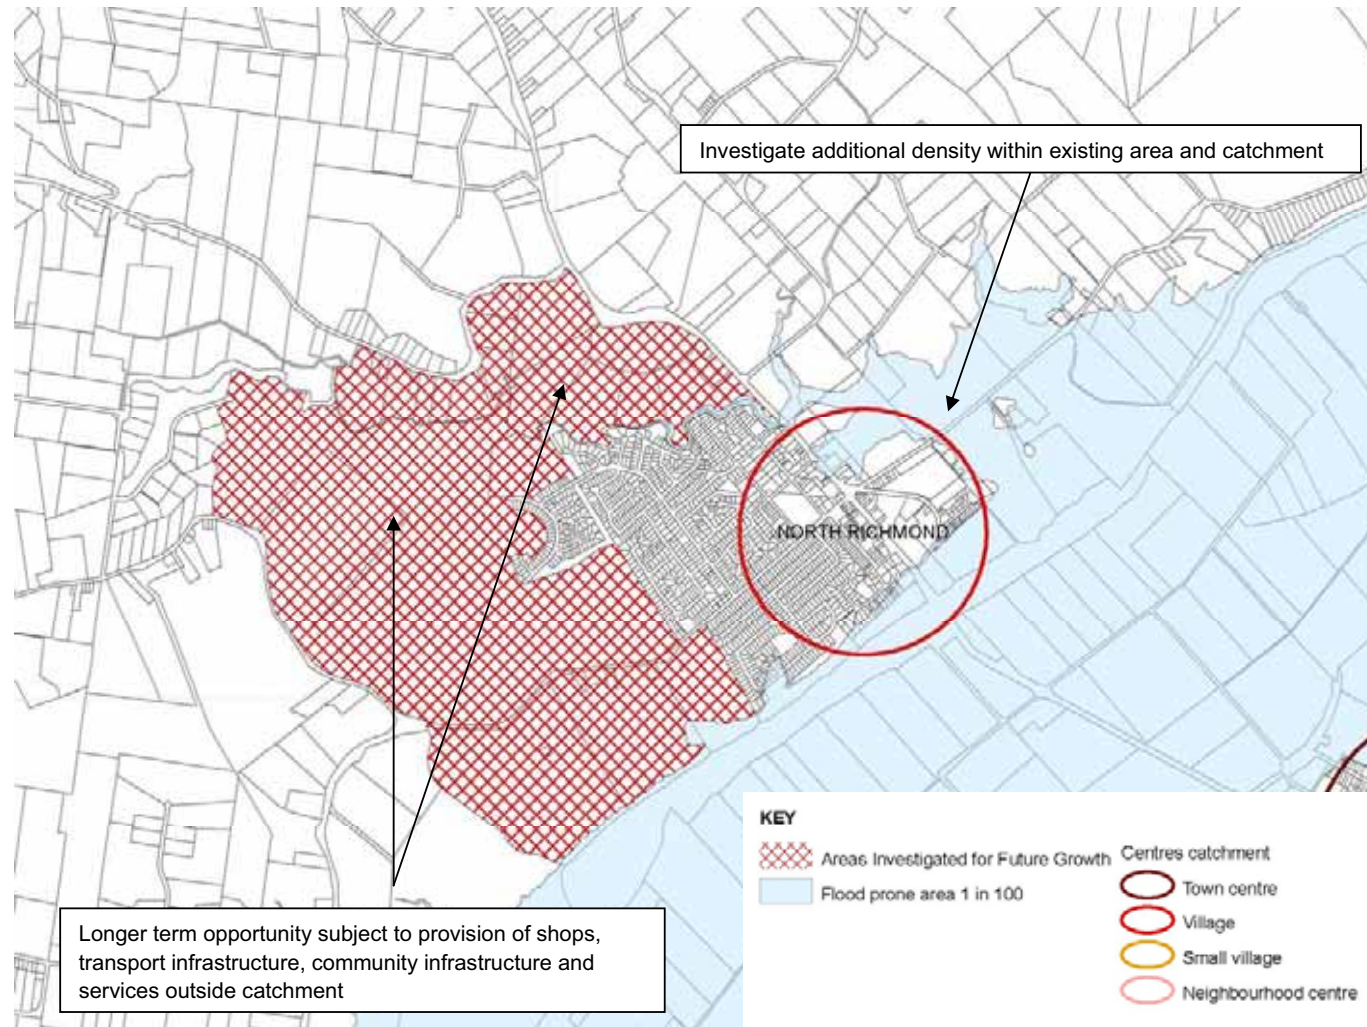 Investigate additional density within existing area and catchment
NORTH RICHMOND
KEY
Areas Investigated for Future Growth
Flood prone area 1 in 100
Centres catchment
Town centre
Village
Small village
Neighbourhood centre
Longer term opportunity subject to provision of shops,
transport infrastructure, community infrastructure and
services outside catchment